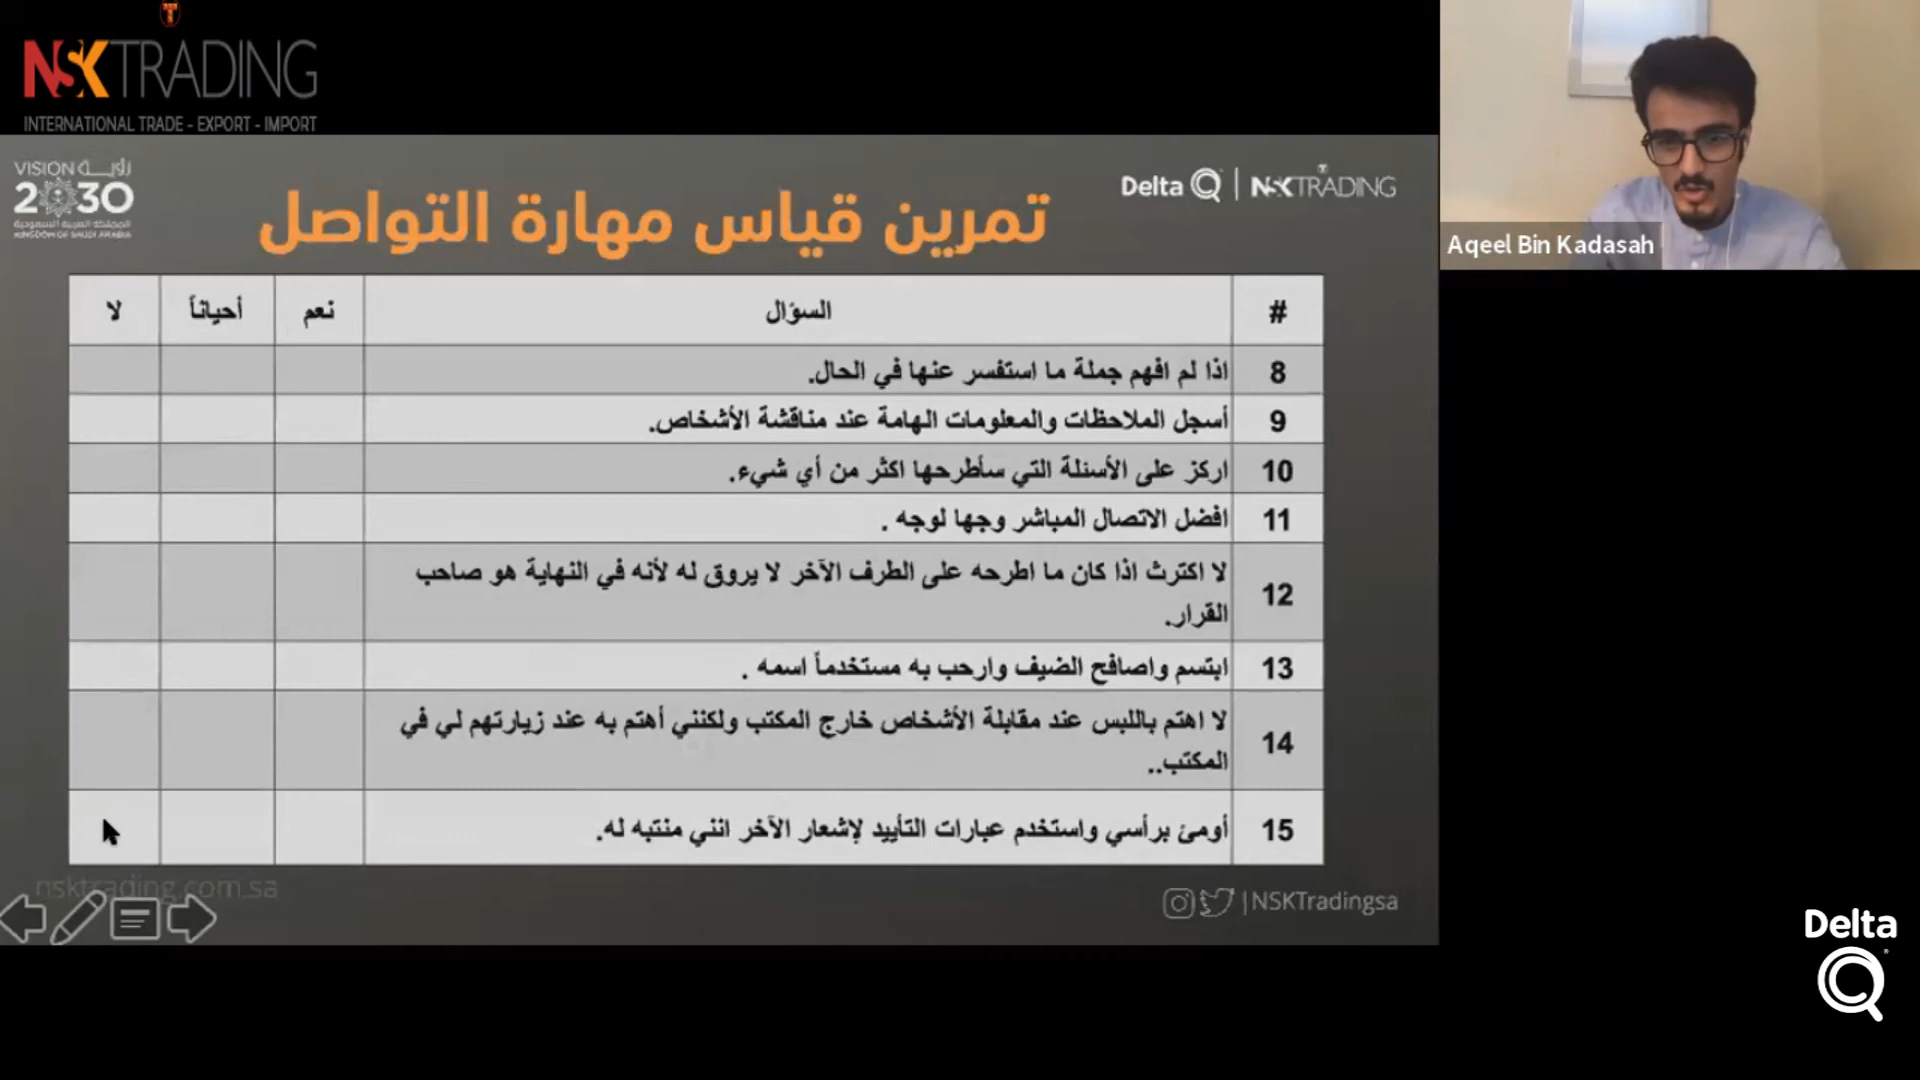 NSKTRADING
INTERNATIONAL TRADE - EXPORT - IMPORT
VISION رؤيــة
2030
المملكة العربية السعودية
KINGDOM OF SAUDI ARABIA
Delta Q | NSKTRADING
تمرين قياس مهارة التواصل
# السؤال نعم أحياناً لا
8 اذا لم افهم جملة ما استفسر عنها في الحال.
9 أسجل الملاحظات والمعلومات الهامة عند مناقشة الأشخاص.
10 اركز على الأسئلة التي سأطرحها اكثر من أي شيء.
11 افضل الاتصال المباشر وجها لوجه .
12 لا اكترث اذا كان ما اطرحه على الطرف الآخر لا يروق له لأنه في النهاية هو صاحب
القرار.
13 ابتسم واصافح الضيف وارحب به مستخدماً اسمه .
14 لا اهتم باللبس عند مقابلة الأشخاص خارج المكتب ولكنني أهتم به عند زيارتهم لي في
المكتب..
15 أومئ برأسي واستخدم عبارات التأييد لإشعار الآخر انني منتبه له.
nsktrading.com.sa
|NSKTradingsa
Aqeel Bin Kadasah
Delta
Q